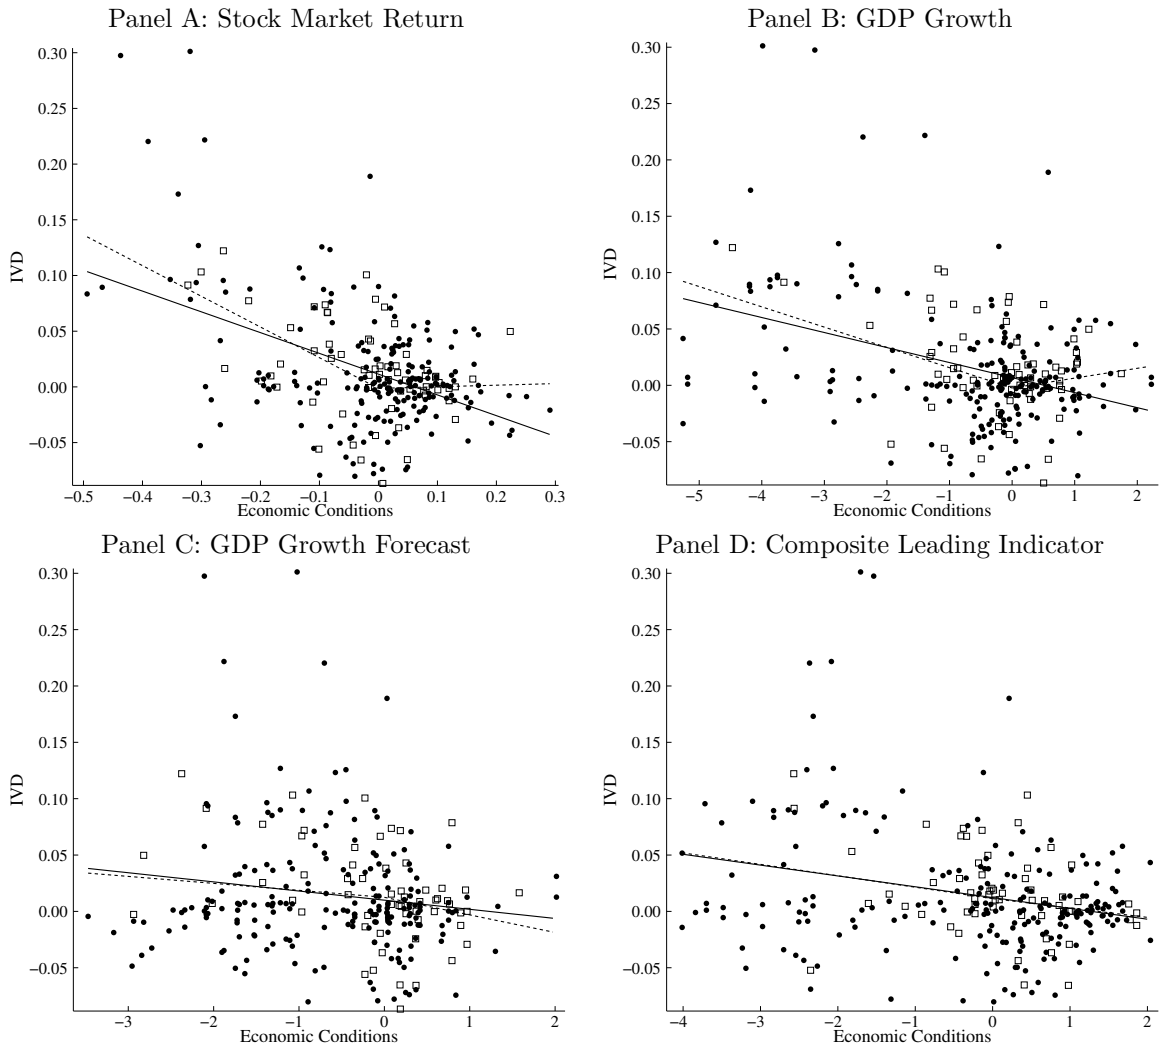 Panel A: Stock Market Return
0.30
0.25
0.20
0.15
0.10
0.05
0.00
−0.05
IVD
−0.5 −0.4 −0.3 −0.2 −0.1 0 0.1 0.2 0.3
Economic Conditions
Panel B: GDP Growth
0.30
0.25
0.20
0.15
0.10
0.05
0.00
−0.05
IVD
−5 −4 −3 −2 −1 0 1 2
Economic Conditions
Panel C: GDP Growth Forecast
0.30
0.25
0.20
0.15
0.10
0.05
0.00
−0.05
IVD
−3 −2 −1 0 1 2
Economic Conditions
Panel D: Composite Leading Indicator
0.30
0.25
0.20
0.15
0.10
0.05
0.00
−0.05
IVD
−4 −3 −2 −1 0 1 2
Economic Conditions